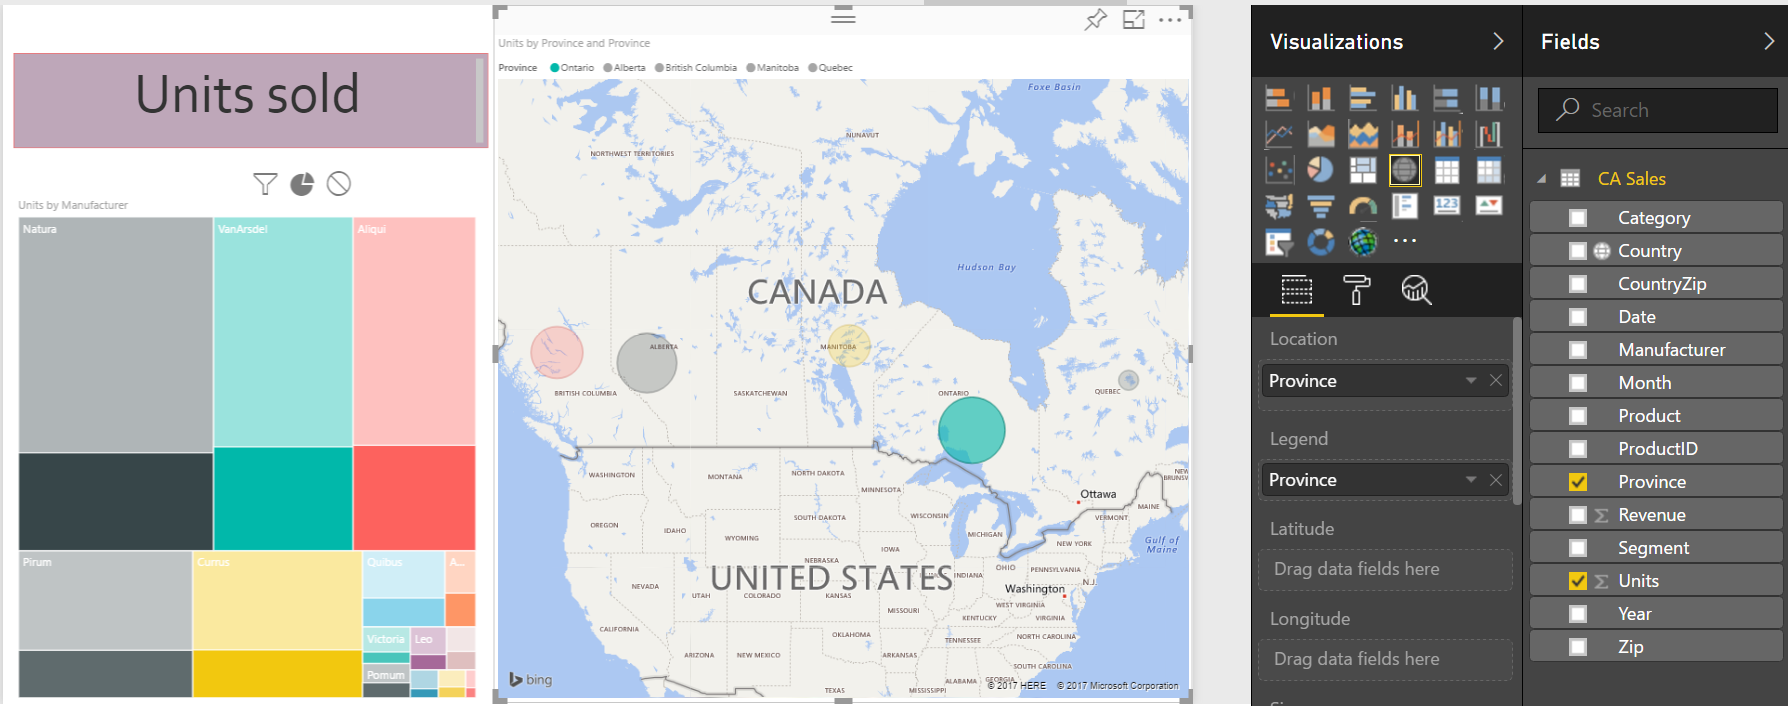 Units sold
Units by Manufacturer
Natura
VanArsdel
Aliqui
Pirum
Currus
Quibus
A...
Victoria
Leo
Pomum
Units by Province and Province
Province Ontario Alberta British Columbia Manitoba Quebec
Foxe Basin
NUNAVUT
NORTHWEST TERRITORIES
Hudson Bay
CANADA
ALBERTA
MANITOBA
BRITISH COLUMBIA
SASKATCHEWAN
ONTARIO
QUEBEC
WASHINGTON
MONTANA
NORTH DAKOTA
MINNESOTA
NEW
BRUNSW
Ottawa
MAINE
OREGON
IDAHO
SOUTH DAKOTA
WISCONSIN
VERMONT
MICHIGAN
WYOMING
NEW YORK
Gulf of
Maine
IOWA
NEBRASKA
UNITED STATES
OHIO
PENNSYLVANIA
INDIANA
NEVADA
UTAH
COLORADO
KANSAS
Washington
N.J.
MISSOURI
WEST VIRGINIA
KENTUCKY
VIRGINIA
CALIFORNIA
OKLAHOMA
TENNESSEE
NORTH CAROLINA
ARIZONA
NEW MEXICO
ARKANSAS
SOUTH CAROLINA
ALABAMA
GEORGIA
TEXAS
MISSISSIPPI
bing
© 2017 HERE © 2017 Microsoft Corporation
Visualizations
123
Location
Province
Legend
Province
Latitude
Drag data fields here
Longitude
Drag data fields here
Fields
Search
CA Sales
Category
Country
CountryZip
Date
Manufacturer
Month
Product
ProductID
Province
Σ Revenue
Segment
Σ Units
Year
Zip